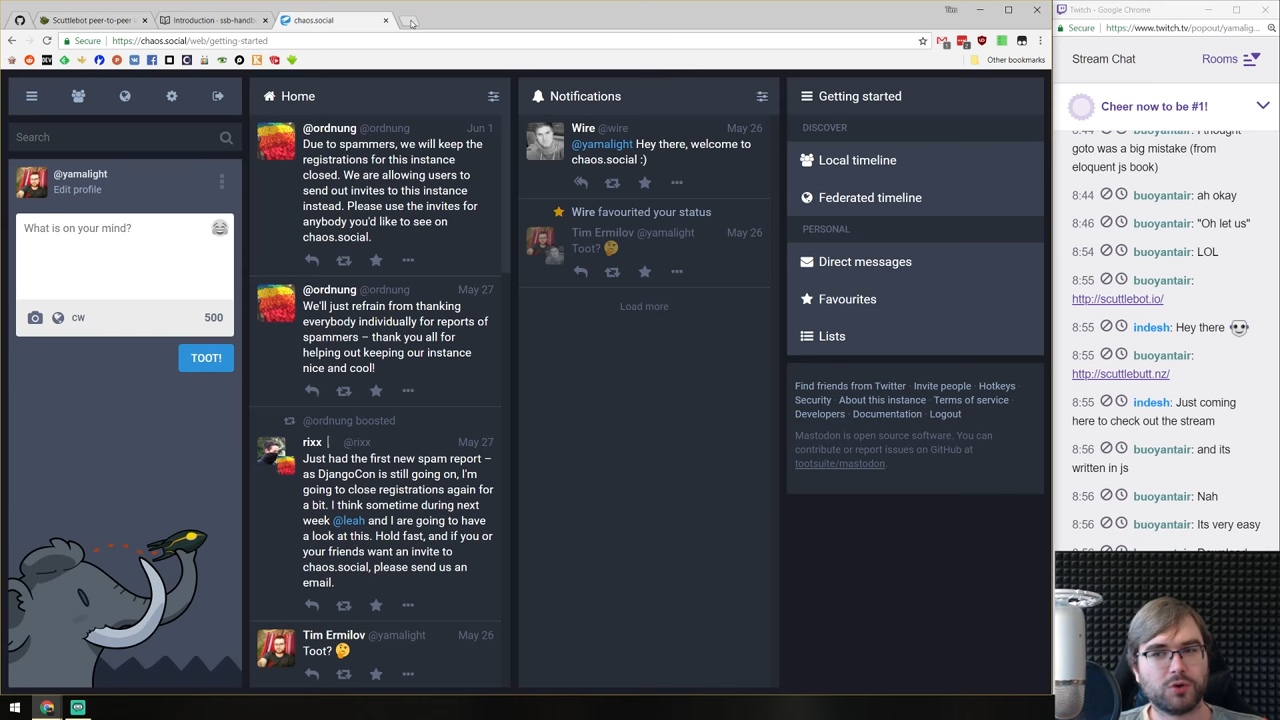 Scuttlebot peer-to-peer
Introduction · ssb-handb
chaos.social
Tim
Secure
https://chaos.social/web/getting-started
Other bookmarks
Search
@yamalight
Edit profile
What is on your mind?
CW
500
TOOT!
Home
@ordnung @ordnung Jun 1
Due to spammers, we will keep the
registrations for this instance
closed. We are allowing users to
send out invites to this instance
instead. Please use the invites for
anybody you'd like to see on
chaos.social.
@ordnung @ordnung May 27
We'll just refrain from thanking
everybody individually for reports of
spammers – thank you all for
helping out keeping our instance
nice and cool!
@ordnung boosted
rixx | @rixx May 27
Just had the first new spam report –
as DjangoCon is still going on, I'm
going to close registrations again for
a bit. I think sometime during next
week @leah and I are going to have
a look at this. Hold fast, and if you or
your friends want an invite to
chaos.social, please send us an
email.
Tim Ermilov @yamalight May 26
Toot? 🤔
Notifications
Wire @wire May 26
@yamalight Hey there, welcome to
chaos.social :)
Wire favourited your status
Tim Ermilov @yamalight May 26
Toot? 🤔
Load more
Getting started
DISCOVER
Local timeline
Federated timeline
PERSONAL
Direct messages
Favourites
Lists
Find friends from Twitter · Invite people · Hotkeys ·
Security · About this instance · Terms of service ·
Developers · Documentation · Logout
Mastodon is open source software. You can
contribute or report issues on GitHub at
tootsuite/mastodon.
Twitch - Google Chrome
Secure
https://www.twitch.tv/popout/yamalig...
Stream Chat
Rooms
Cheer now to be #1!
8:44 buoyantair: I thought
goto was a big mistake (from
eloquent js book)
8:44 buoyantair: ah okay
8:46 buoyantair: "Oh let us"
8:54 buoyantair: LOL
8:55 buoyantair:
http://scuttlebot.io/
8:55 indesh: Hey there
8:55 buoyantair:
http://scuttlebutt.nz/
8:55 indesh: Just coming
here to check out the stream
8:56 buoyantair: and its
written in js
8:56 buoyantair: Nah
8:56 buoyantair: Its very easy